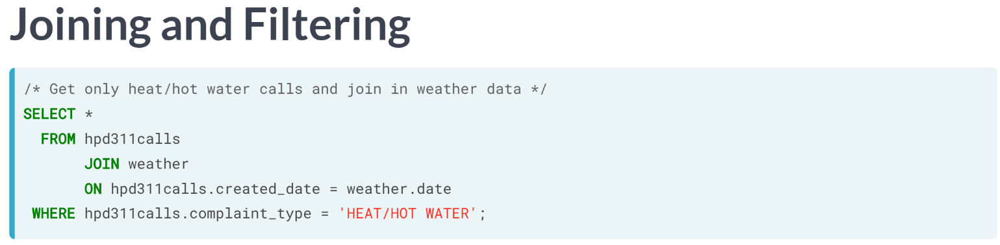 Joining and Filtering
/* Get only heat/hot water calls and join in weather data */
SELECT *
FROM hpd311calls
JOIN weather
ON hpd311calls.created_date = weather.date
WHERE hpd311calls.complaint_type = 'HEAT/HOT WATER';